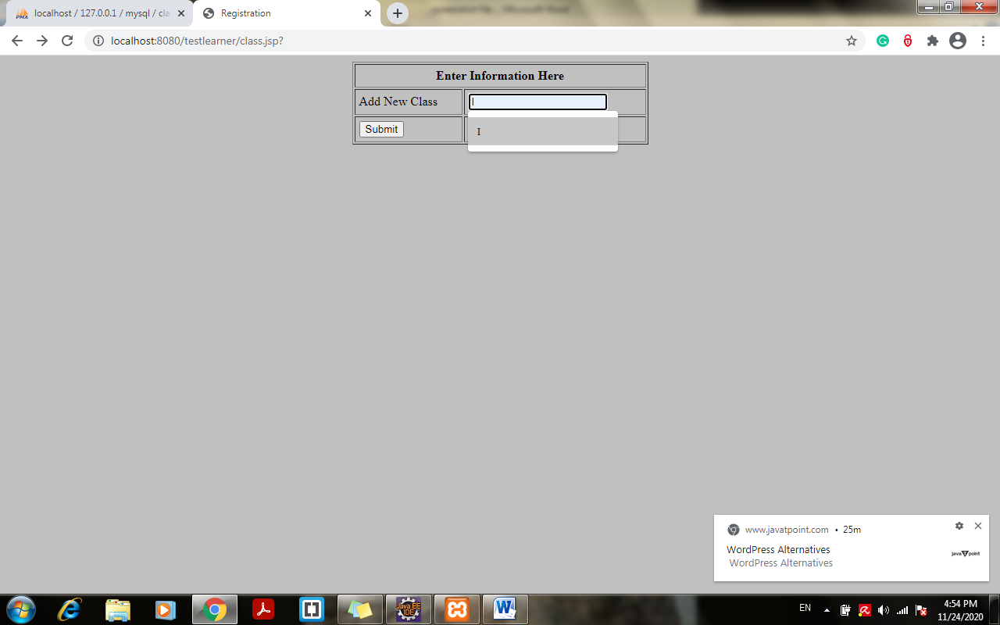 localhost / 127.0.0.1 / mysql / cla
Registration
localhost:8080/testlearner/class.jsp?
Enter Information Here
Add New Class
I
I
Submit
www.javatpoint.com • 25m
WordPress Alternatives
WordPress Alternatives
java point
PMA
Java EE
IDE
EN
4:54 PM
11/24/2020